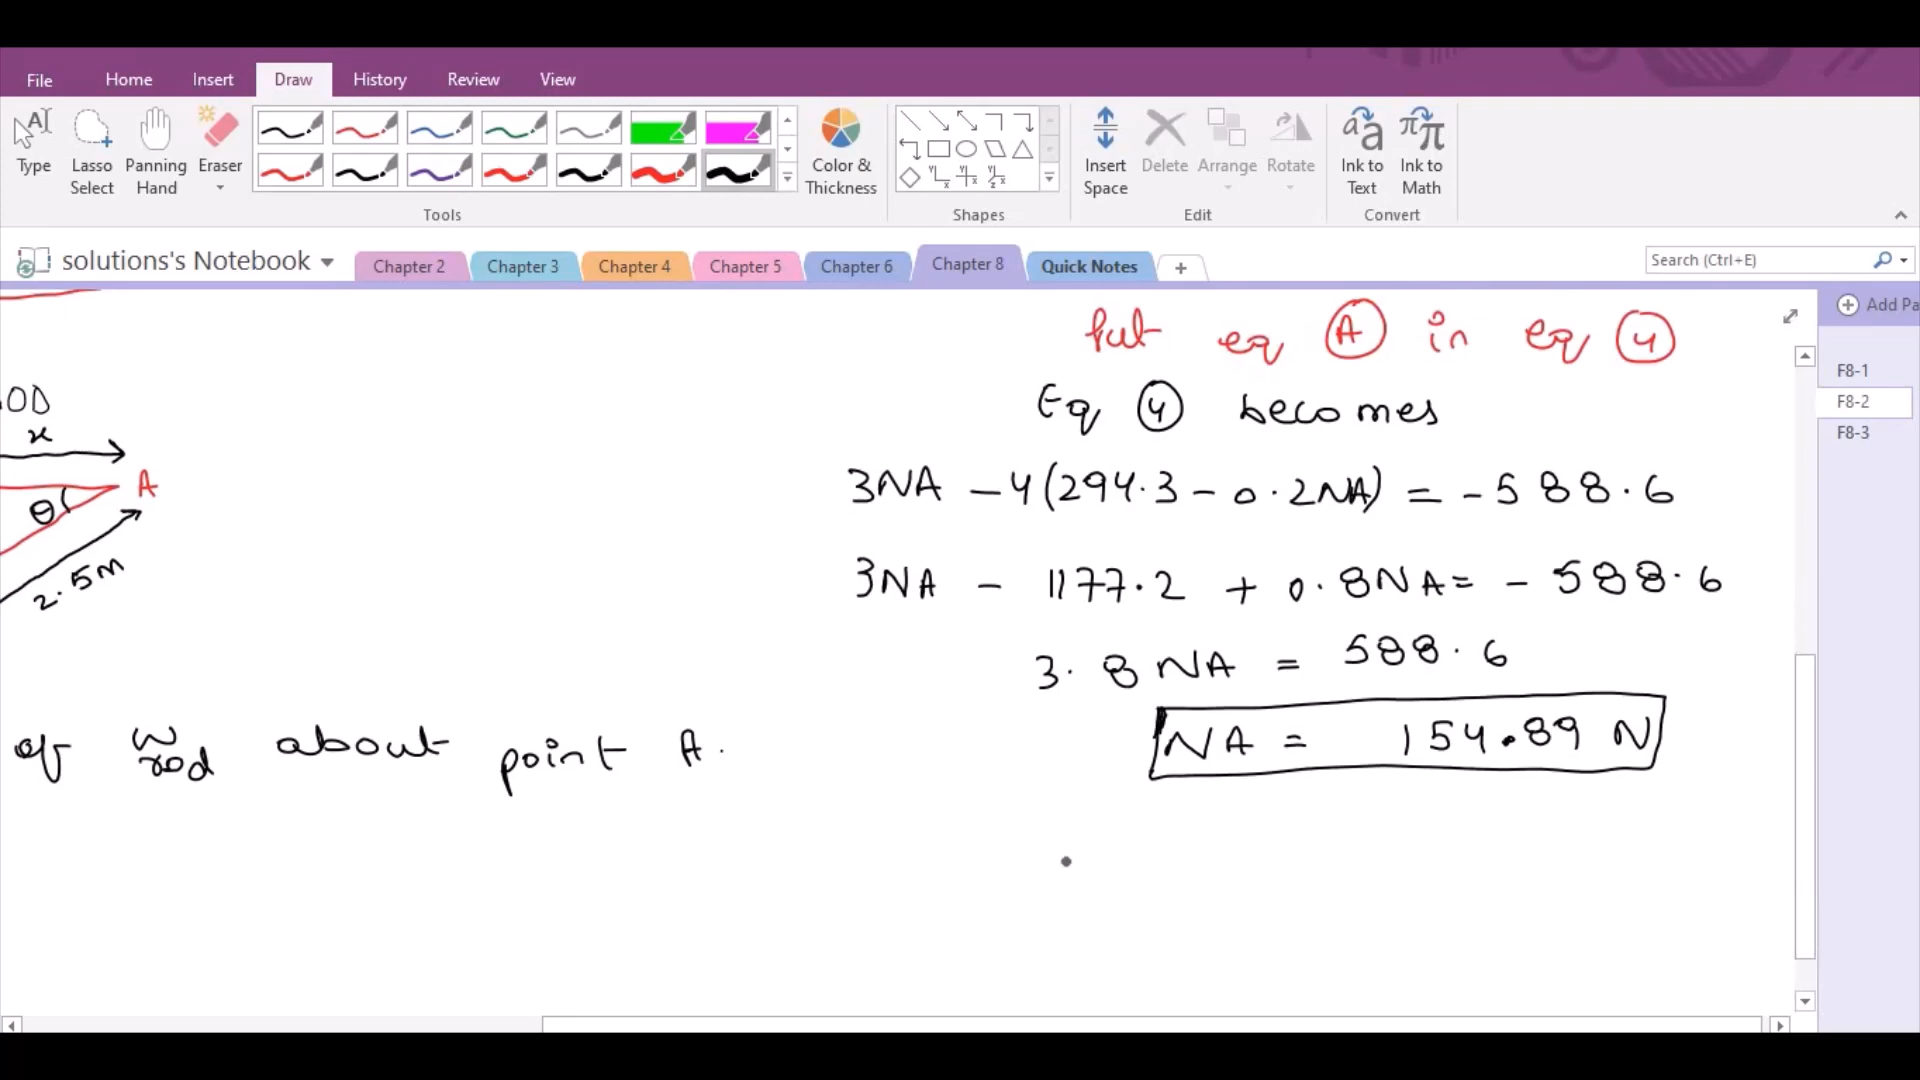 File Home Insert Draw History Review View
Type Lasso Select Panning Hand Eraser Color & Thickness Insert Space Delete Arrange Rotate Ink to Text Ink to Math
Tools Shapes Edit Convert
solutions's Notebook Chapter 2 Chapter 3 Chapter 4 Chapter 5 Chapter 6 Chapter 8 Quick Notes + Search (Ctrl+E)
Add Pa
F8-1
F8-2
F8-3
OD
x
A
θ
2.5m
of W rod about point A.
Put eq A in eq 4
Eq 4 becomes
3NA - 4(294.3 - 0.2NA) = - 588.6
3NA - 1177.2 + 0.8NA = - 588.6
3.8NA = 588.6
NA = 154.89 N